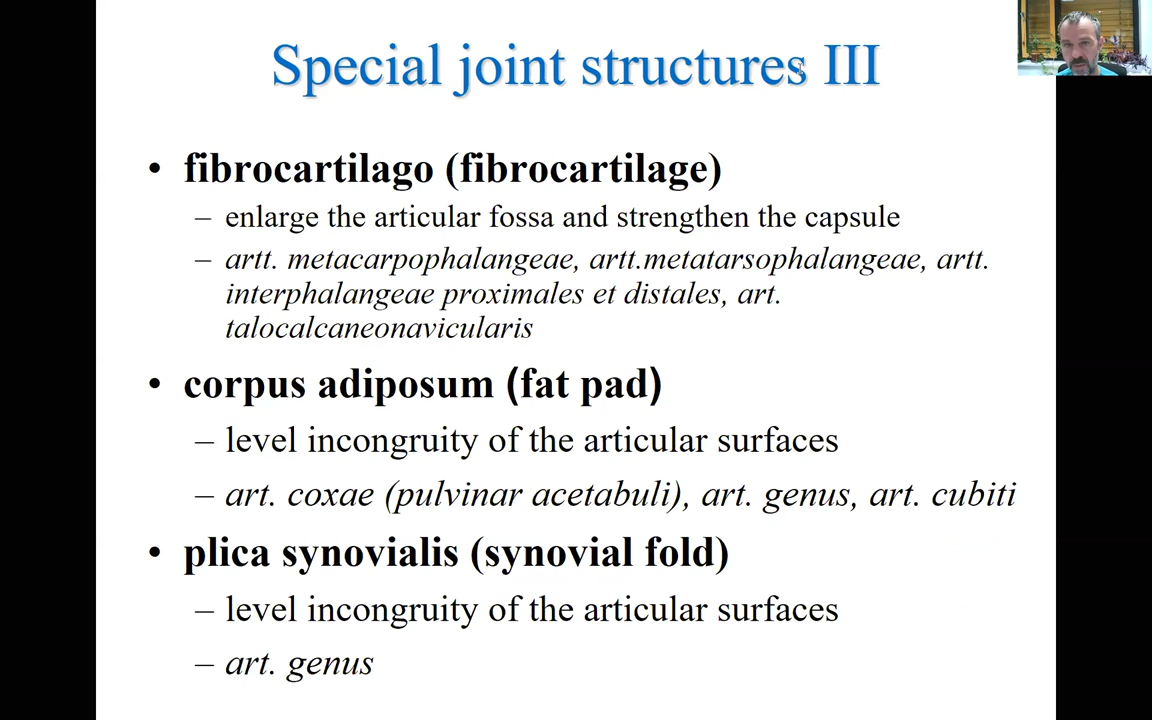 Special joint structures III
• fibrocartilago (fibrocartilage)
– enlarge the articular fossa and strengthen the capsule
– artt. metacarpophalangeae, artt.metatarsophalangeae, artt.
interphalangeae proximales et distales, art.
talocalcaneonavicularis
• corpus adiposum (fat pad)
– level incongruity of the articular surfaces
– art. coxae (pulvinar acetabuli), art. genus, art. cubiti
• plica synovialis (synovial fold)
– level incongruity of the articular surfaces
– art. genus